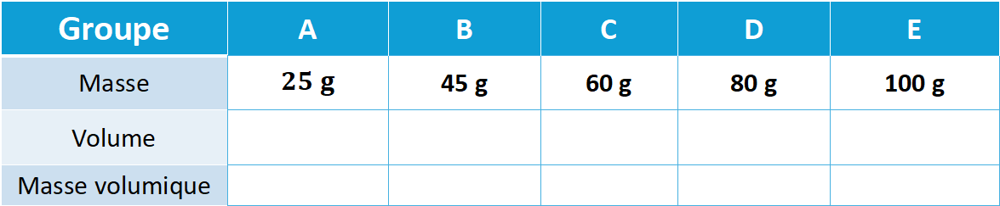 Groupe A B C D E
Masse 25 g 45 g 60 g 80 g 100 g
Volume
Masse volumique